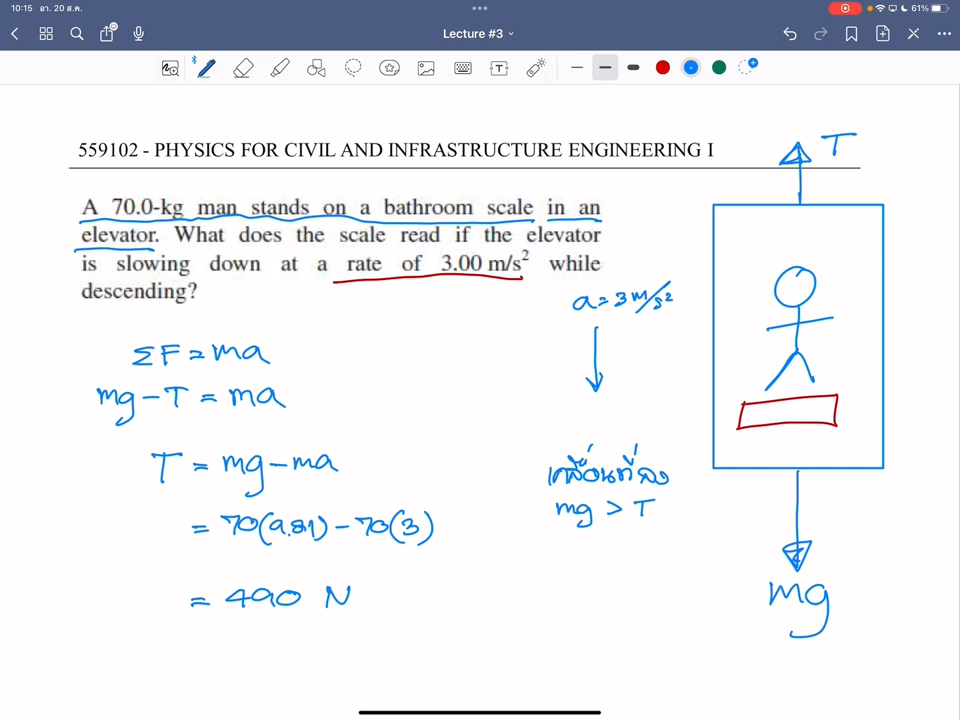 10:15 อา. 20 ส.ค.
61%
Lecture #3
559102 - PHYSICS FOR CIVIL AND INFRASTRUCTURE ENGINEERING I
A 70.0-kg man stands on a bathroom scale in an
elevator. What does the scale read if the elevator
is slowing down at a rate of 3.00 m/s² while
descending?
T
a = 3 m/s²
ΣF = ma
mg - T = ma
T = mg - ma
= 70(9.81) - 70(3)
= 490 N
เคลื่อนที่ลง
mg > T
mg